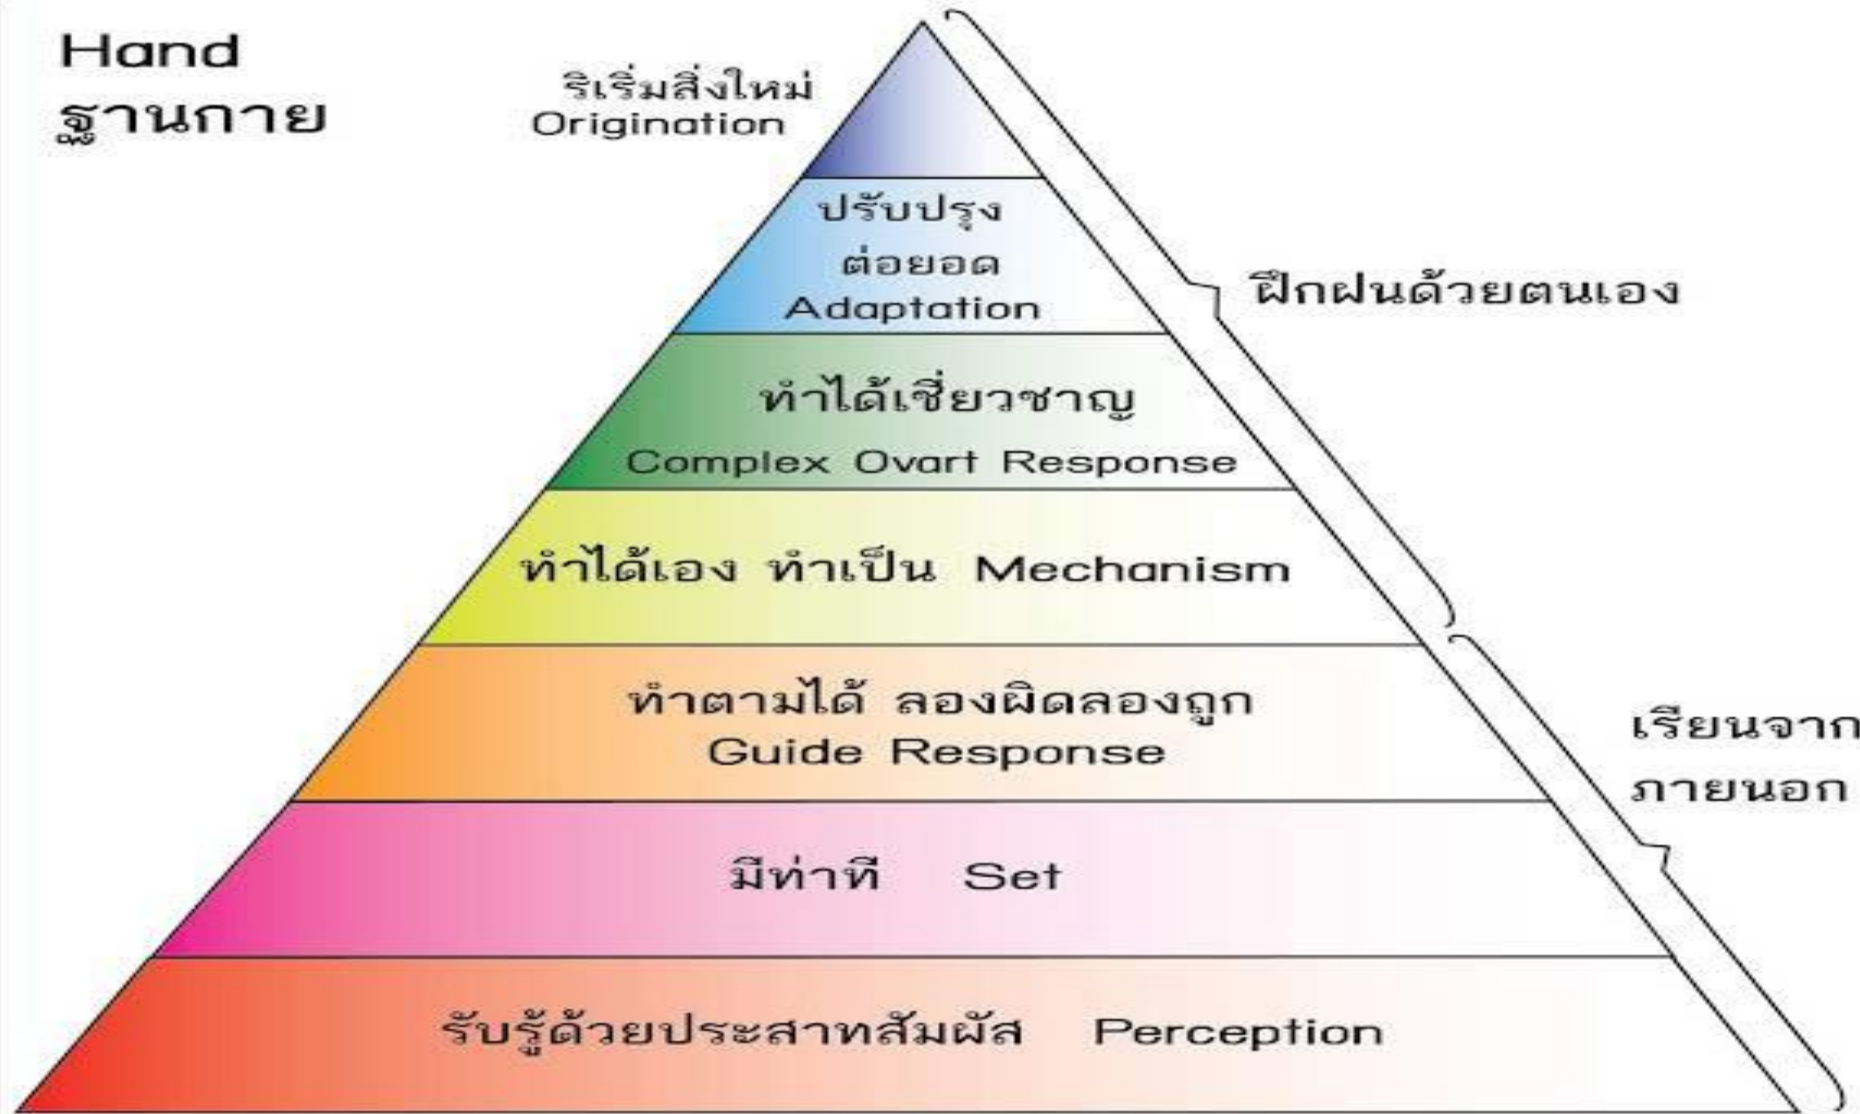 Hand
ฐานกาย
ริเริ่มสิ่งใหม่
Origination
ปรับปรุง
ต่อยอด
Adaptation
ฝึกฝนด้วยตนเอง
ทำได้เชี่ยวชาญ
Complex Ovart Response
ทำได้เอง ทำเป็น Mechanism
ทำตามได้ ลองผิดลองถูก
Guide Response
เรียนจาก
ภายนอก
มีท่าที Set
รับรู้ด้วยประสาทสัมผัส Perception